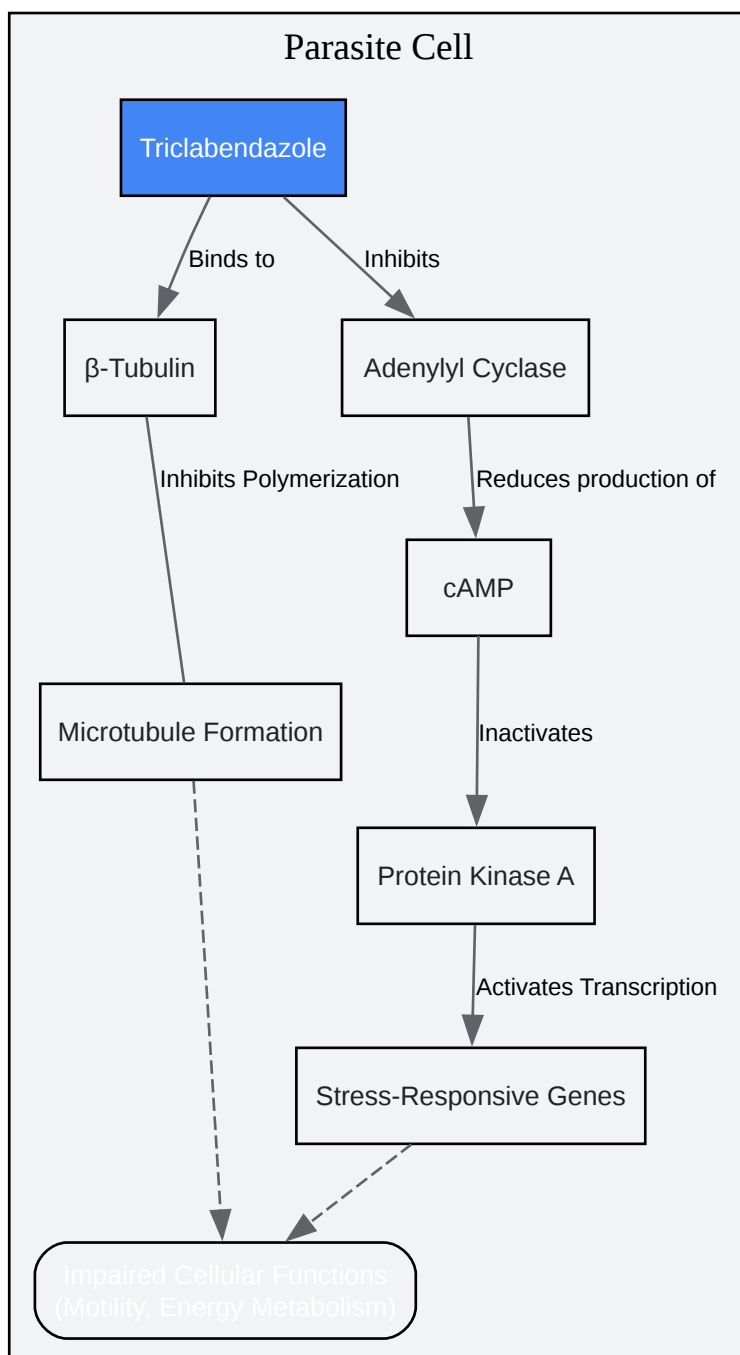 Parasite Cell
Triclabendazole
Binds to
Inhibits
β-Tubulin
Adenylyl Cyclase
Inhibits Polymerization
Reduces production of
cAMP
Microtubule Formation
Inactivates
Protein Kinase A
Activates Transcription
Stress-Responsive Genes
Impaired Cellular Functions
(Motility, Energy Metabolism)